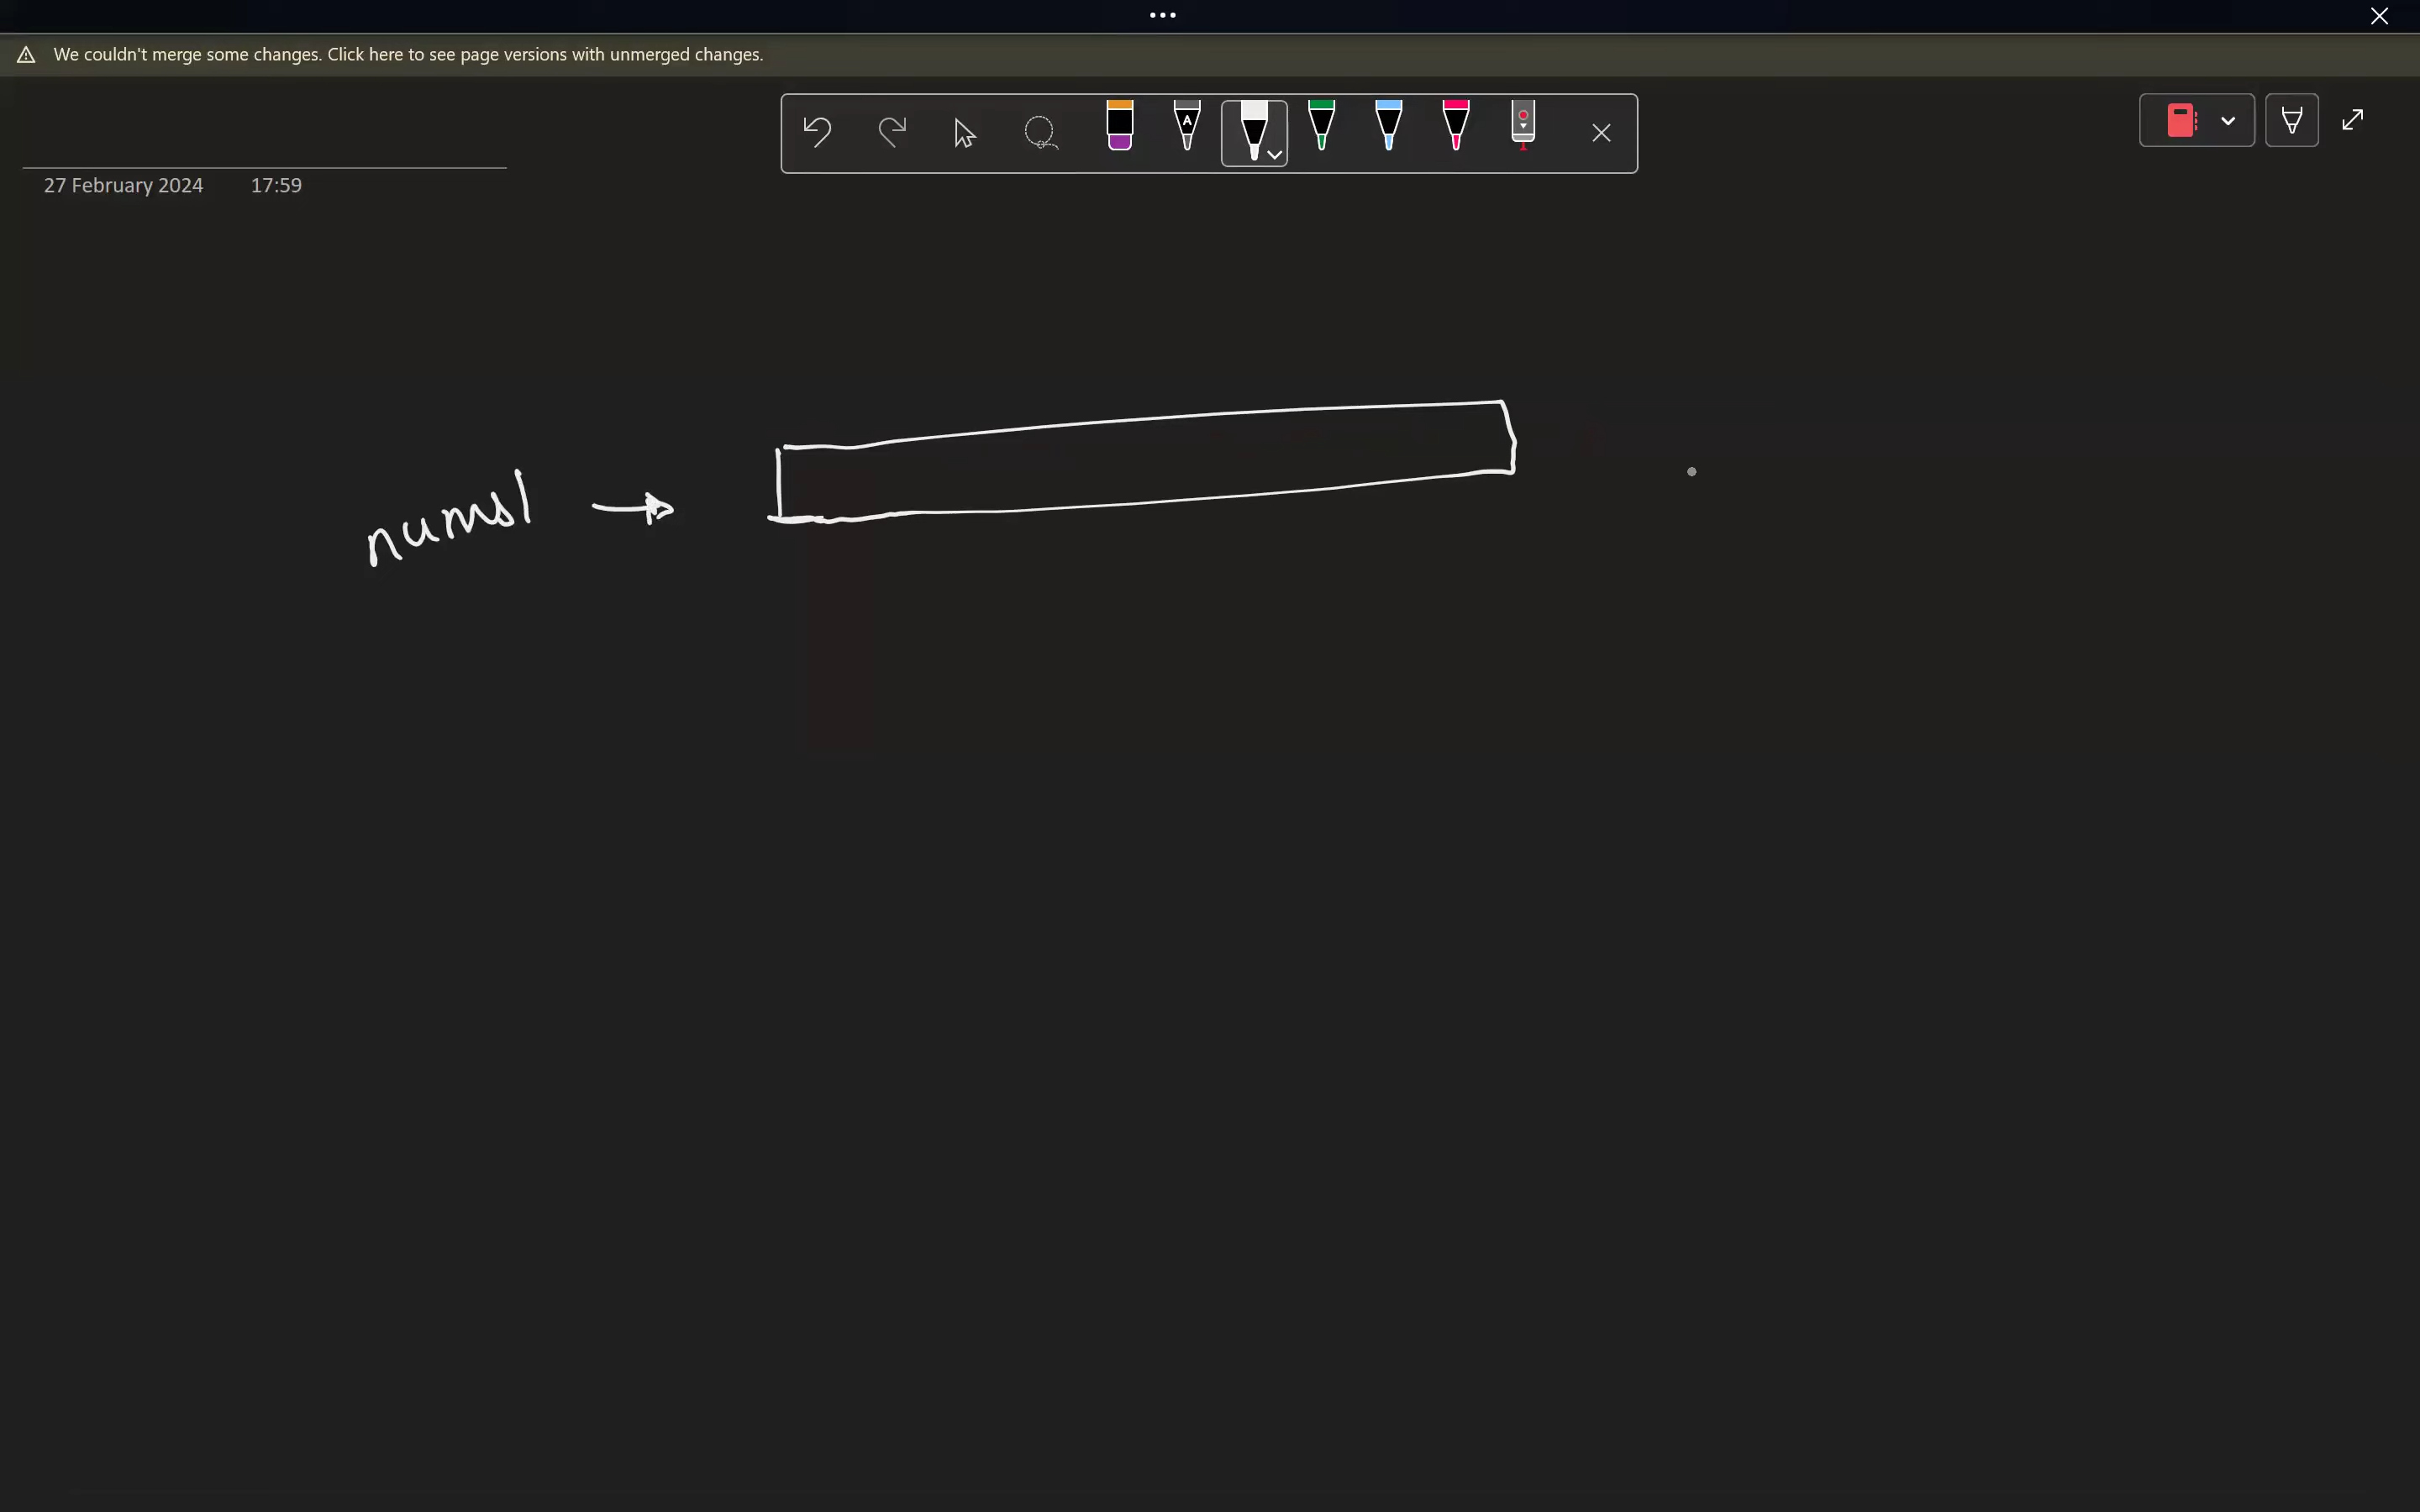 We couldn't merge some changes. Click here to see page versions with unmerged changes.
A
27 February 2024 17:59
nums1 →